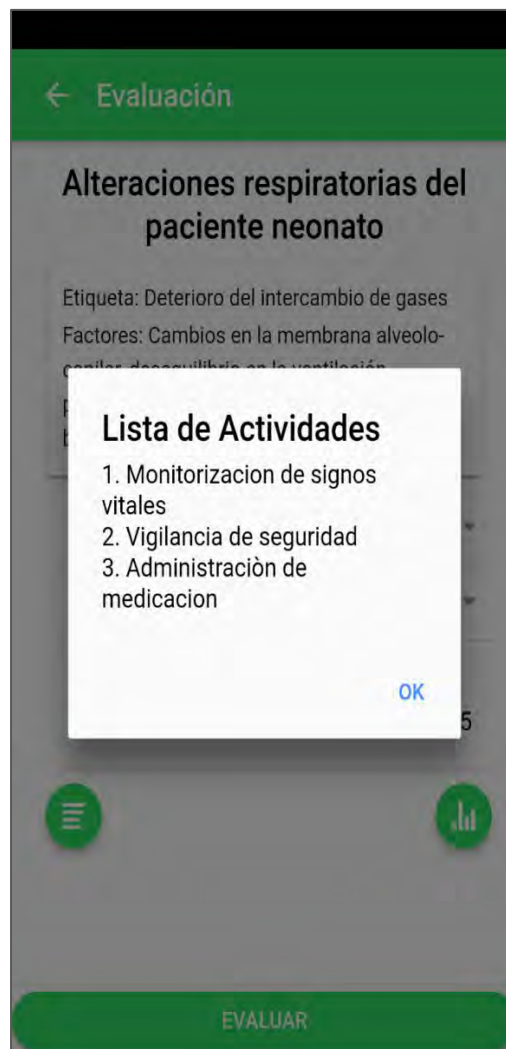 Evaluación
Alteraciones respiratorias del
paciente neonato
Etiqueta: Deterioro del intercambio de gases
Factores: Cambios en la membrana alveolo-
Lista de Actividades
1. Monitorizacion de signos
vitales
2. Vigilancia de seguridad
3. Administraciòn de
medicacion
OK
5
EVALUAR